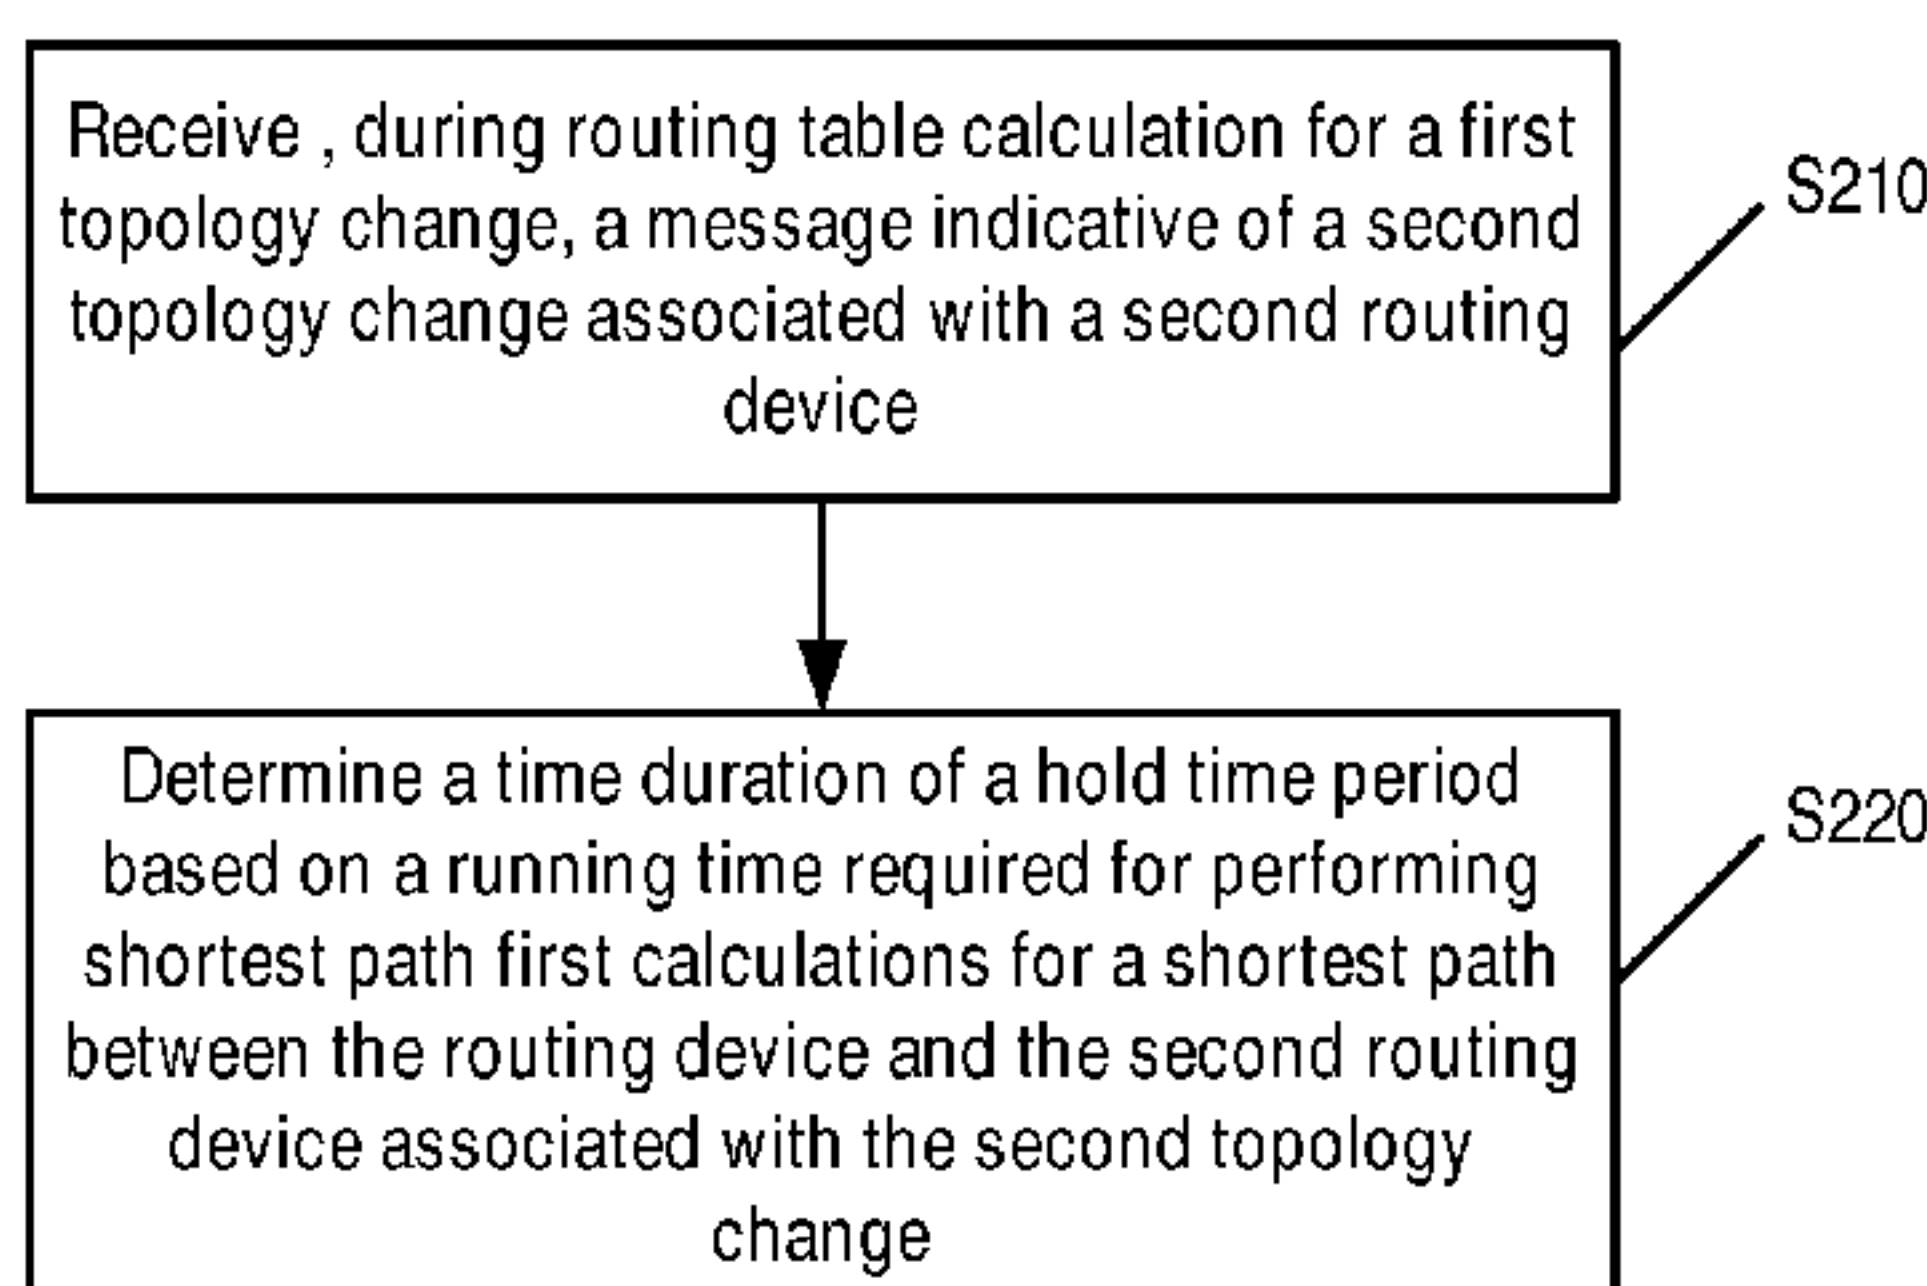 Receive , during routing table calculation for a first
topology change, a message indicative of a second
topology change associated with a second routing
device
S210
Determine a time duration of a hold time period
based on a running time required for performing
shortest path first calculations for a shortest path
between the routing device and the second routing
device associated with the second topology
change
S220